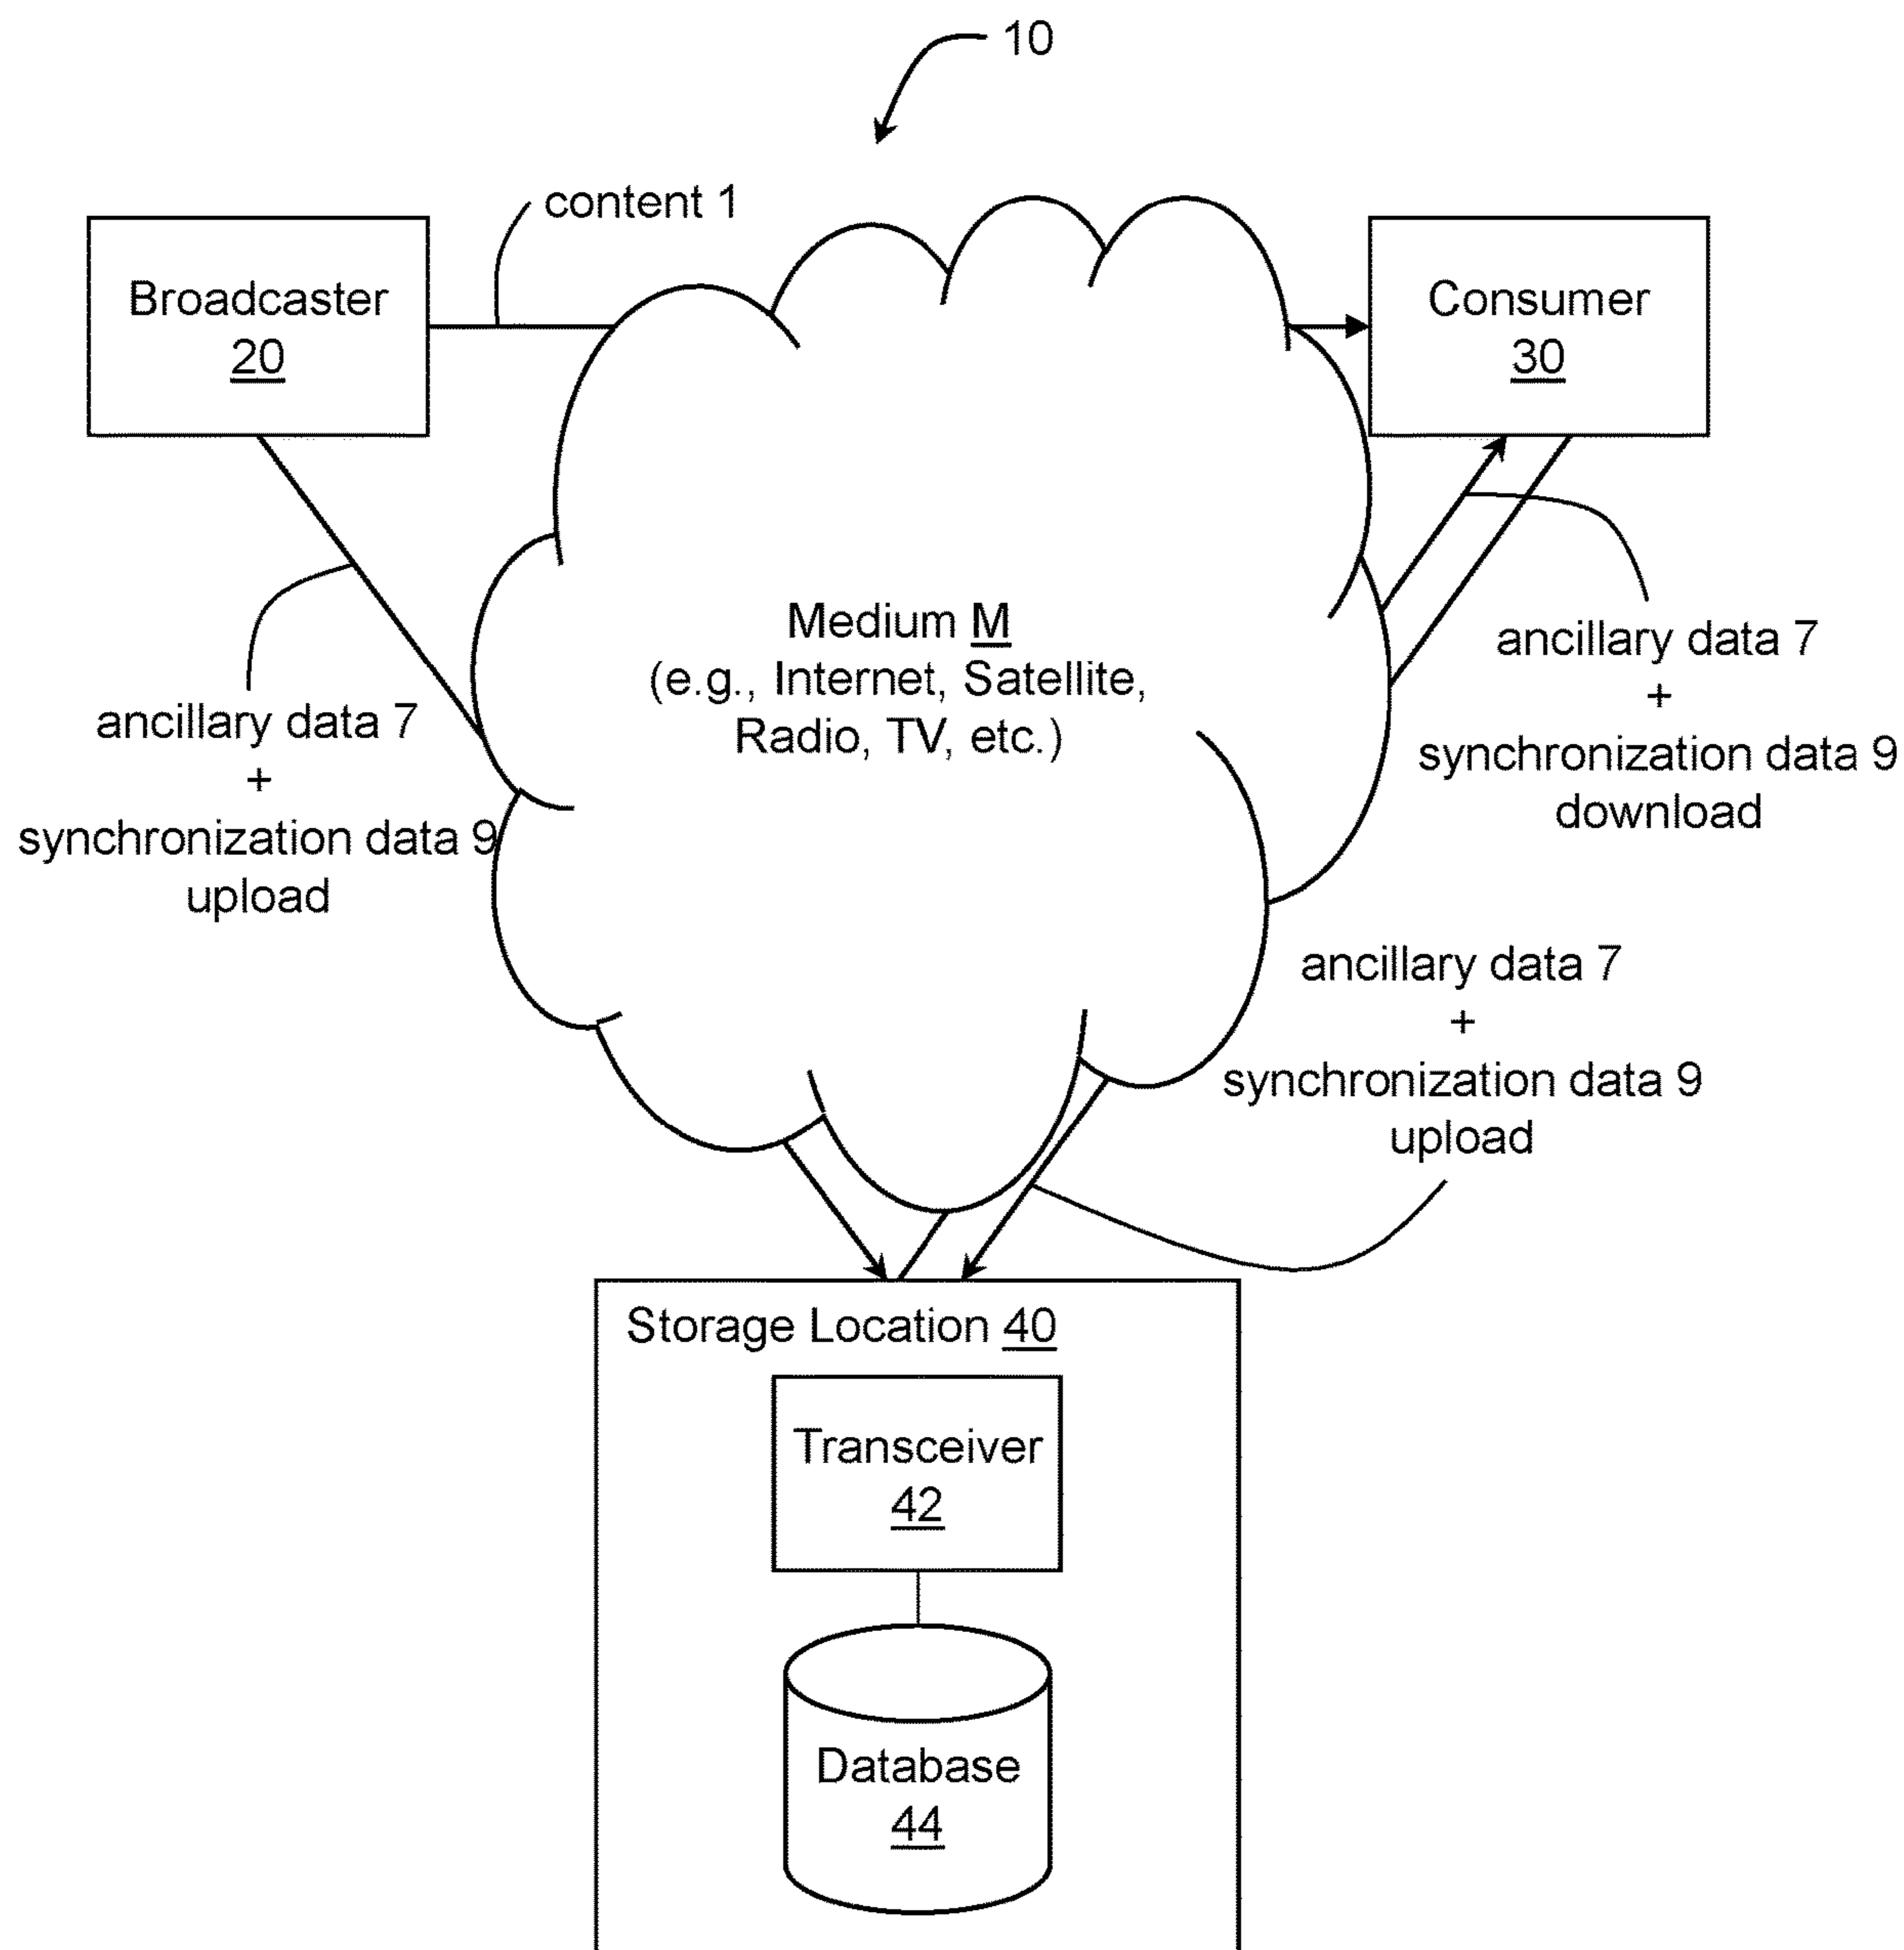 10
content 1
Broadcaster
20
Consumer
30
Medium M
(e.g., Internet, Satellite,
Radio, TV, etc.)
ancillary data 7
+
synchronization data 9
upload
ancillary data 7
+
synchronization data 9
download
ancillary data 7
+
synchronization data 9
upload
Storage Location 40
Transceiver
42
Database
44